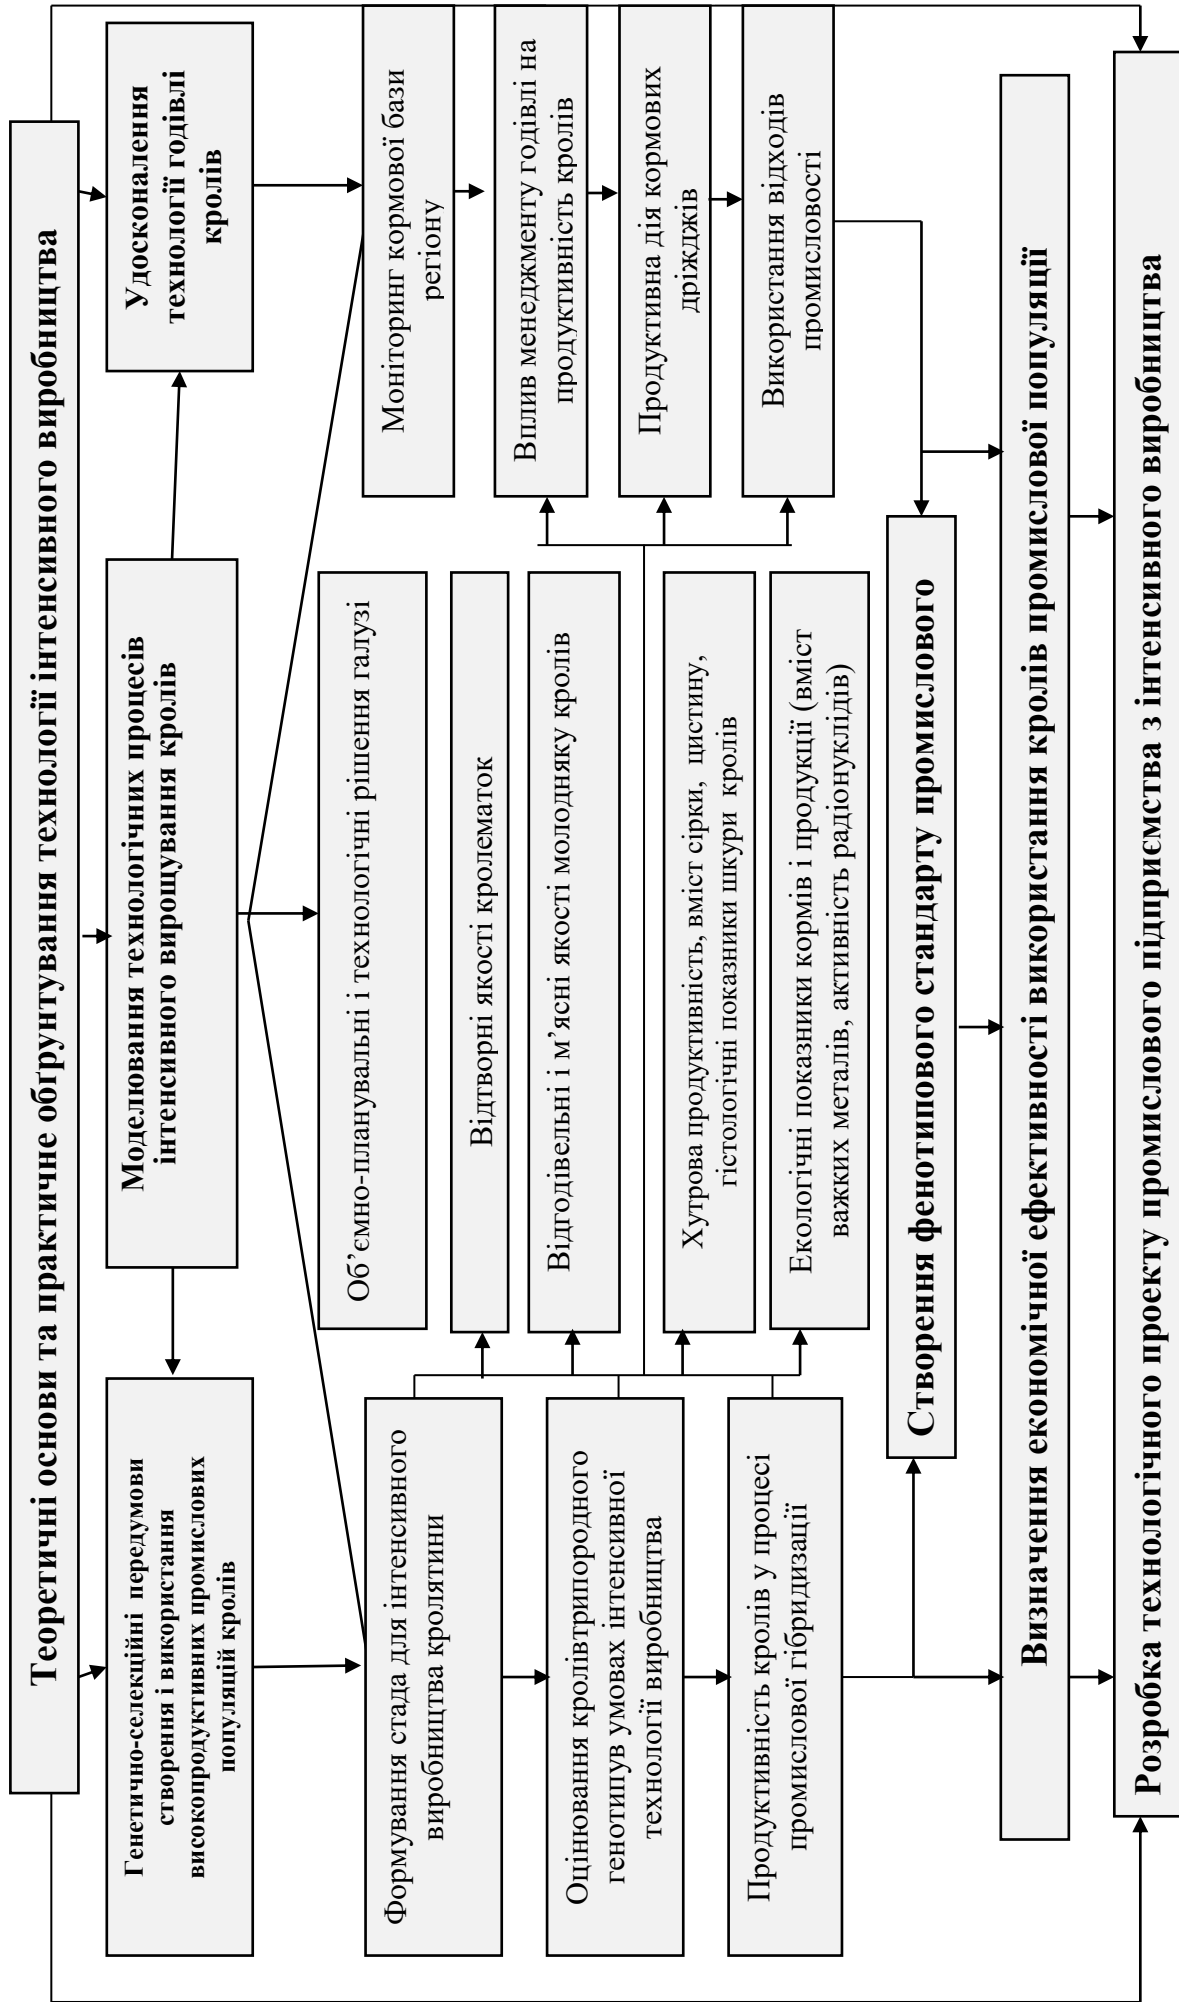 Теоретичні основи та практичне обґрунтування технології інтенсивного виробництва
Генетично-селекційні передумови
створення і використання
високопродуктивних промислових
популяцій кролів
Моделювання технологічних процесів
інтенсивного вирощування кролів
Удосконалення
технології годівлі
кролів
Формування стада для інтенсивного
виробництва кролятини
Оцінювання кролівтрипородного
генотипув умовах інтенсивної
технології виробництва
Продуктивність кролів у процесі
промислової гібридизації
Об’ємно-планувальні і технологічні рішення галузі
Відтворні якості кролематок
Відгодівельні і м’ясні якості молодняку кролів
Хутрова продуктивність, вміст сірки, цистину,
гістологічні показники шкури кролів
Екологічні показники кормів і продукції (вміст
важких металів, активність радіонуклідів)
Моніторинг кормової бази
регіону
Вплив менеджменту годівлі на
продуктивність кролів
Продуктивна дія кормових
дріжджів
Використання відходів
промисловості
Створення фенотипового стандарту промислового
Визначення економічної ефективності використання кролів промислової популяції
Розробка технологічного проекту промислового підприємства з інтенсивного виробництва